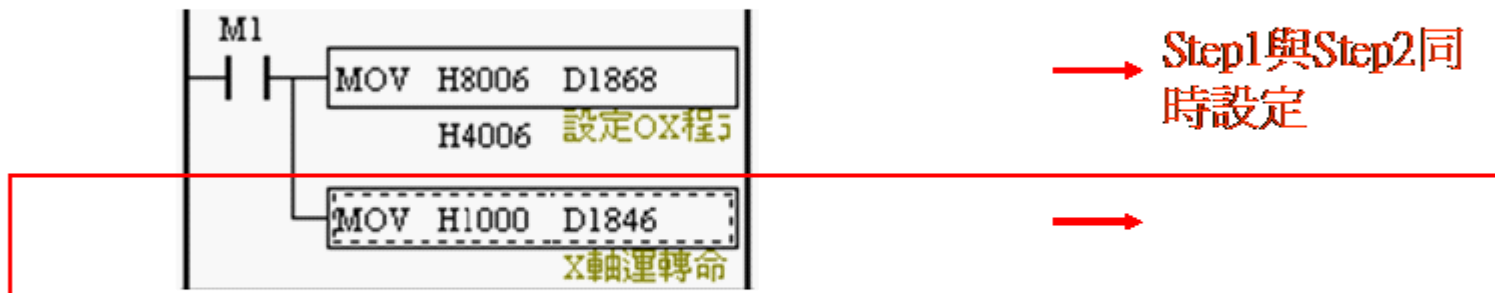 M1
MOV H8006 D1868
H4006 設定OX程
MOV H1000 D1846
X軸運轉命
Step1與Step2同
時設定